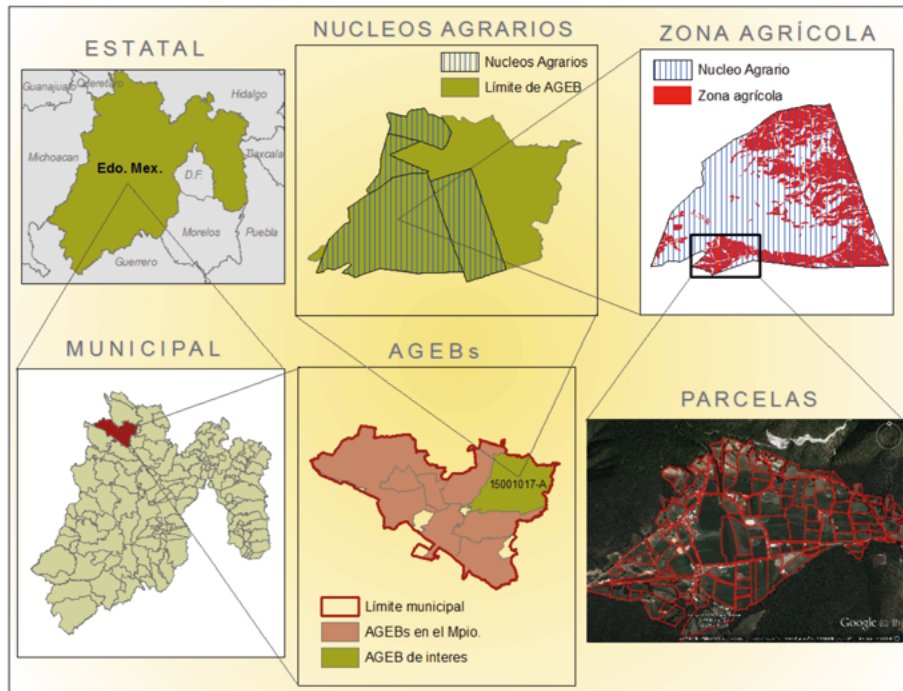 ESTATAL
Guanajuato
Queretaro
Hidalgo
Michoacan
Tlaxcala
Edo. Mex.
D.F.
Morelos
Puebla
Guerrero
NUCLEOS AGRARIOS
Nucleos Agrarios
Límite de AGEB
ZONA AGRÍCOLA
Nucleo Agrario
Zona agrícola
MUNICIPAL
AGEBs
15001017-A
Límite municipal
AGEBs en el Mpio.
AGEB de interes
PARCELAS
Google